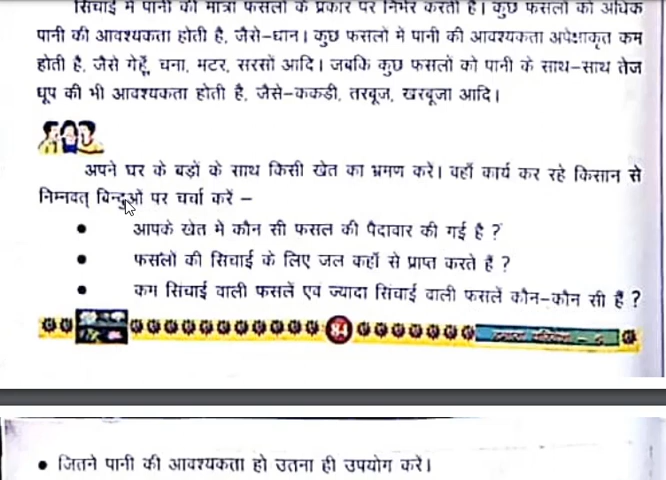 सिंचाई में पानी की मात्रा फसलों के प्रकार पर निर्भर करती है। कुछ फसलों को अधिक
पानी की आवश्यकता होती है, जैसे–धान। कुछ फसलों में पानी की आवश्यकता अपेक्षाकृत कम
होती है, जैसे गेहूँ, चना, मटर, सरसों आदि। जबकि कुछ फसलों को पानी के साथ–साथ तेज
धूप की भी आवश्यकता होती है, जैसे–ककड़ी, तरबूज, खरबूजा आदि।
अपने घर के बड़ों के साथ किसी खेत का भ्रमण करें। वहाँ कार्य कर रहे किसान से
निम्नवत् बिन्दुओं पर चर्चा करें –
• आपके खेत मे कौन सी फसल की पैदावार की गई है ?
• फसलों की सिंचाई के लिए जल कहाँ से प्राप्त करते हैं ?
• कम सिंचाई वाली फसलें एवं ज्यादा सिंचाई वाली फसलें कौन–कौन सी हैं ?
84
• जितने पानी की आवश्यकता हो उतना ही उपयोग करें।